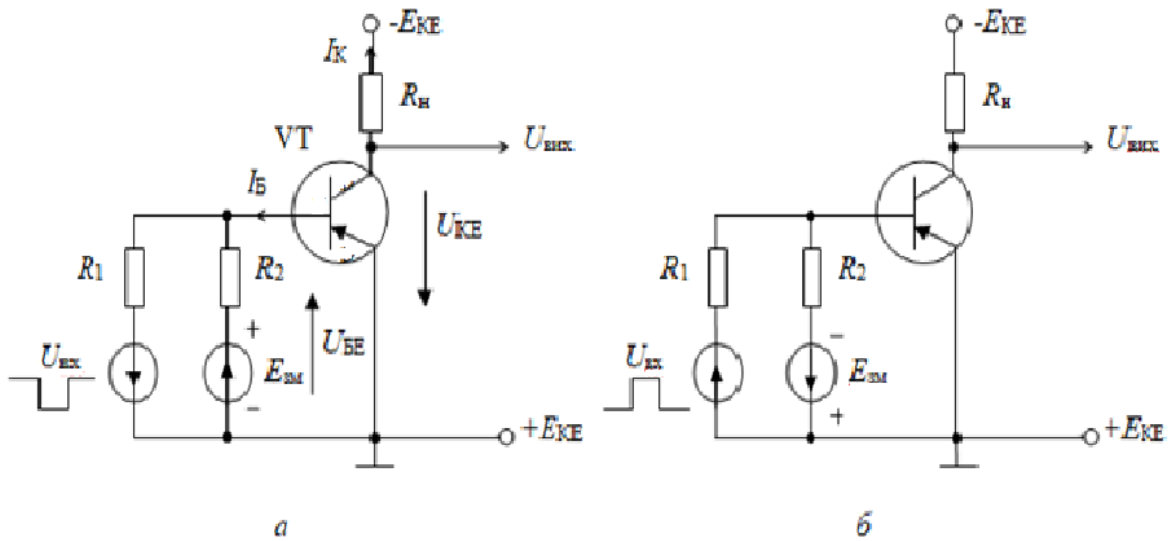 -EКЕ
IК
Rн
VT
Uвих.
IБ
UКЕ
R1
R2
+
UБЕ
Uвх
Eзм
−
+EКЕ
а
-EКЕ
Rн
Uвих
R1
R2
−
Uвх
Eзм
+
+EКЕ
б